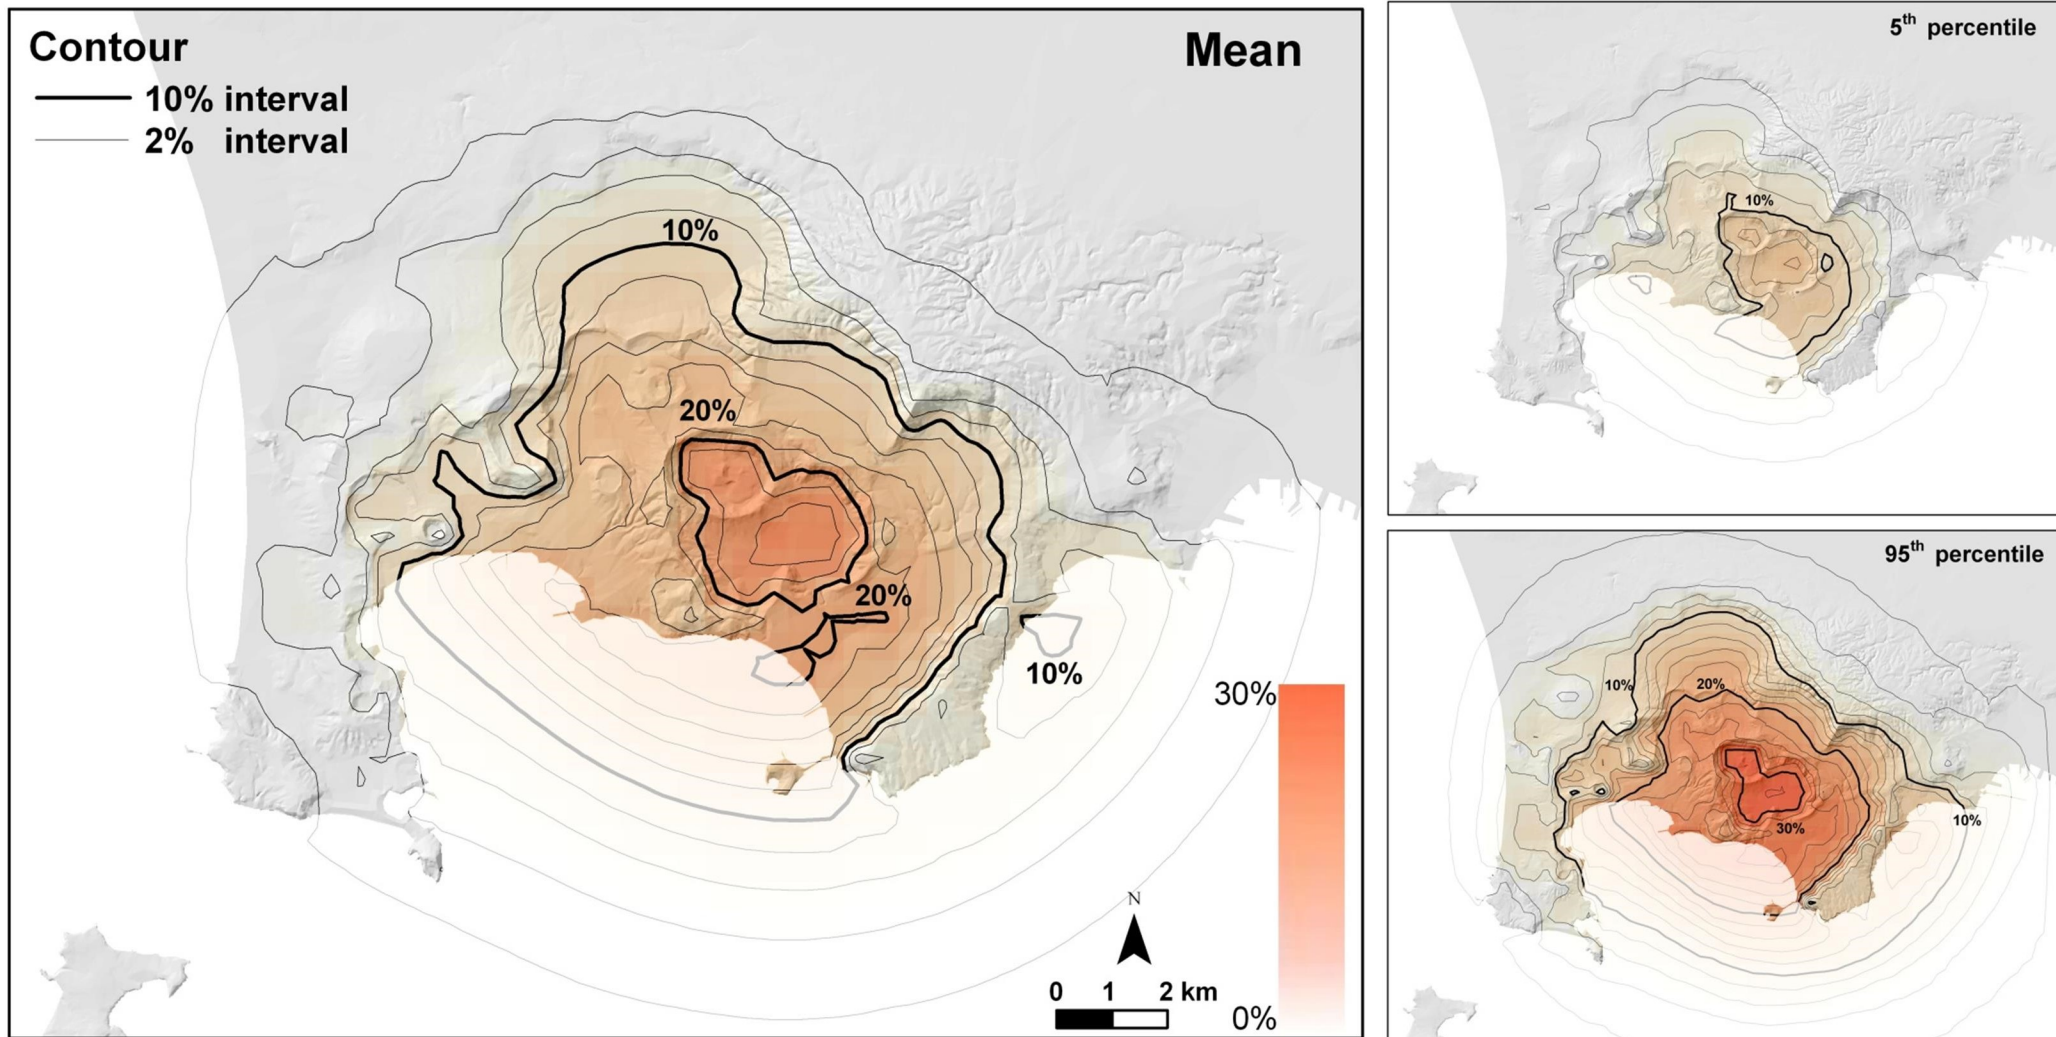 Contour
10% interval
2% interval
Mean
10%
20%
20%
10%
30%
0%
N
0 1 2 km
5th percentile
10%
95th percentile
10%
20%
30%
10%